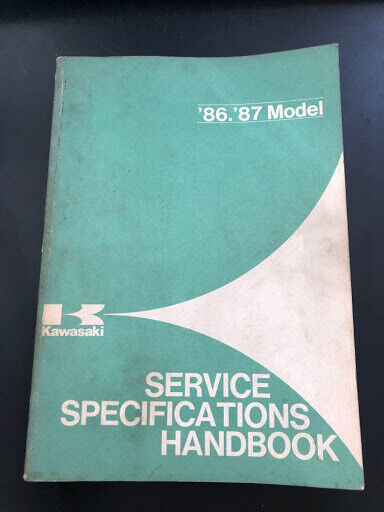 '86.'87 Model
Kawasaki
SERVICE
SPECIFICATIONS
HANDBOOK